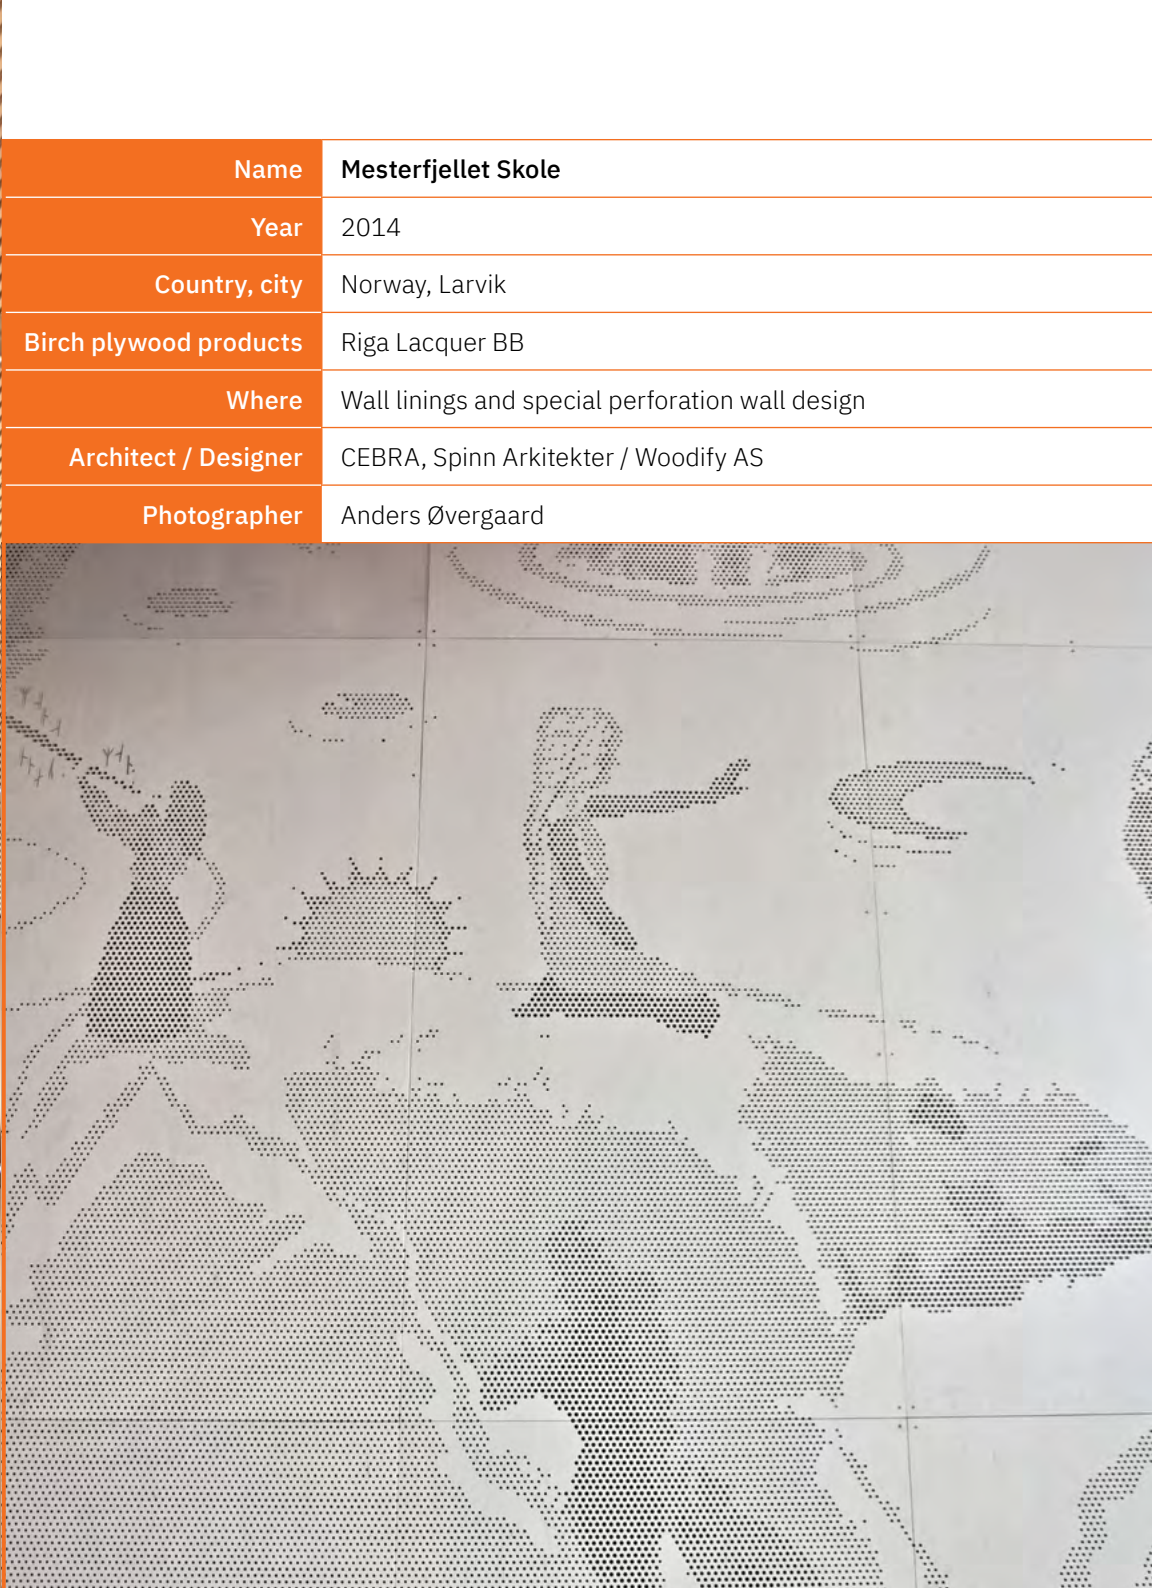 Name Mesterfjellet Skole
Year 2014
Country, city Norway, Larvik
Birch plywood products Riga Lacquer BB
Where Wall linings and special perforation wall design
Architect / Designer CEBRA, Spinn Arkitekter / Woodify AS
Photographer Anders Øvergaard